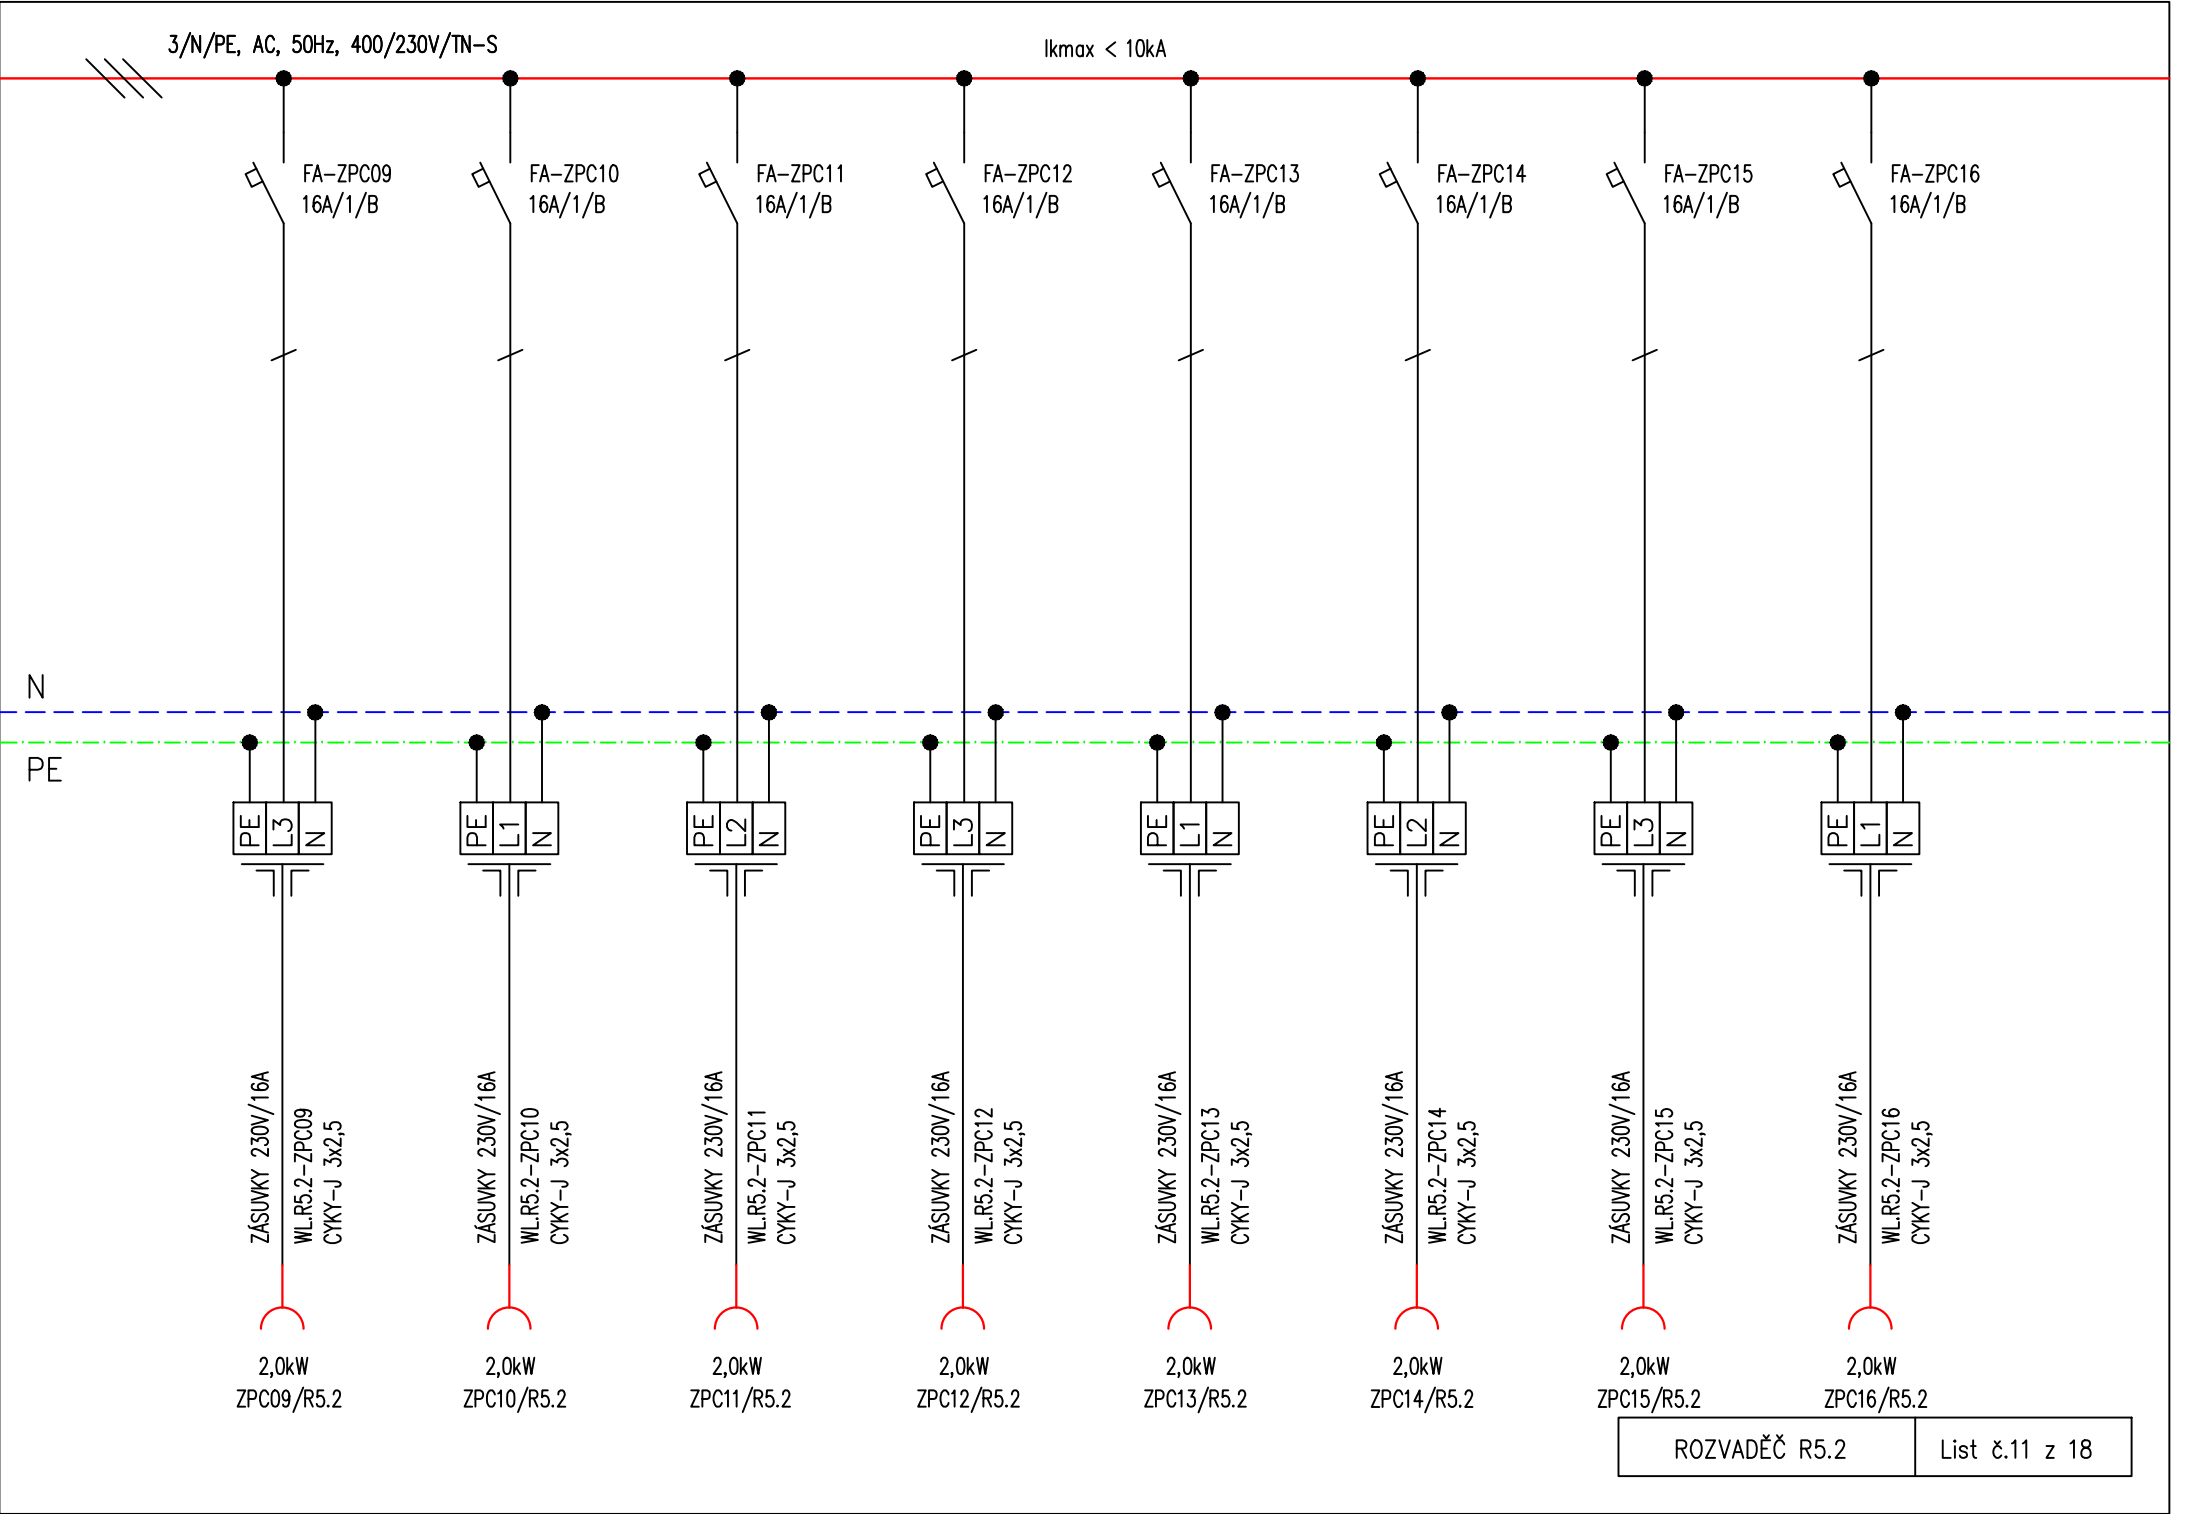 3/N/PE, AC, 50Hz, 400/230V/TN-S
Ikmax < 10kA
FA-ZPC09
16A/1/B
FA-ZPC10
16A/1/B
FA-ZPC11
16A/1/B
FA-ZPC12
16A/1/B
FA-ZPC13
16A/1/B
FA-ZPC14
16A/1/B
FA-ZPC15
16A/1/B
FA-ZPC16
16A/1/B
N
PE
PE L3 N
PE L1 N
PE L2 N
PE L3 N
PE L1 N
PE L2 N
PE L3 N
PE L1 N
ZÁSUVKY 230V/16A
WL.R5.2-ZPC09
CYKY-J 3x2,5
ZÁSUVKY 230V/16A
WL.R5.2-ZPC10
CYKY-J 3x2,5
ZÁSUVKY 230V/16A
WL.R5.2-ZPC11
CYKY-J 3x2,5
ZÁSUVKY 230V/16A
WL.R5.2-ZPC12
CYKY-J 3x2,5
ZÁSUVKY 230V/16A
WL.R5.2-ZPC13
CYKY-J 3x2,5
ZÁSUVKY 230V/16A
WL.R5.2-ZPC14
CYKY-J 3x2,5
ZÁSUVKY 230V/16A
WL.R5.2-ZPC15
CYKY-J 3x2,5
ZÁSUVKY 230V/16A
WL.R5.2-ZPC16
CYKY-J 3x2,5
2,0kW
ZPC09/R5.2
2,0kW
ZPC10/R5.2
2,0kW
ZPC11/R5.2
2,0kW
ZPC12/R5.2
2,0kW
ZPC13/R5.2
2,0kW
ZPC14/R5.2
2,0kW
ZPC15/R5.2
2,0kW
ZPC16/R5.2
ROZVADĚČ R5.2
List č.11 z 18